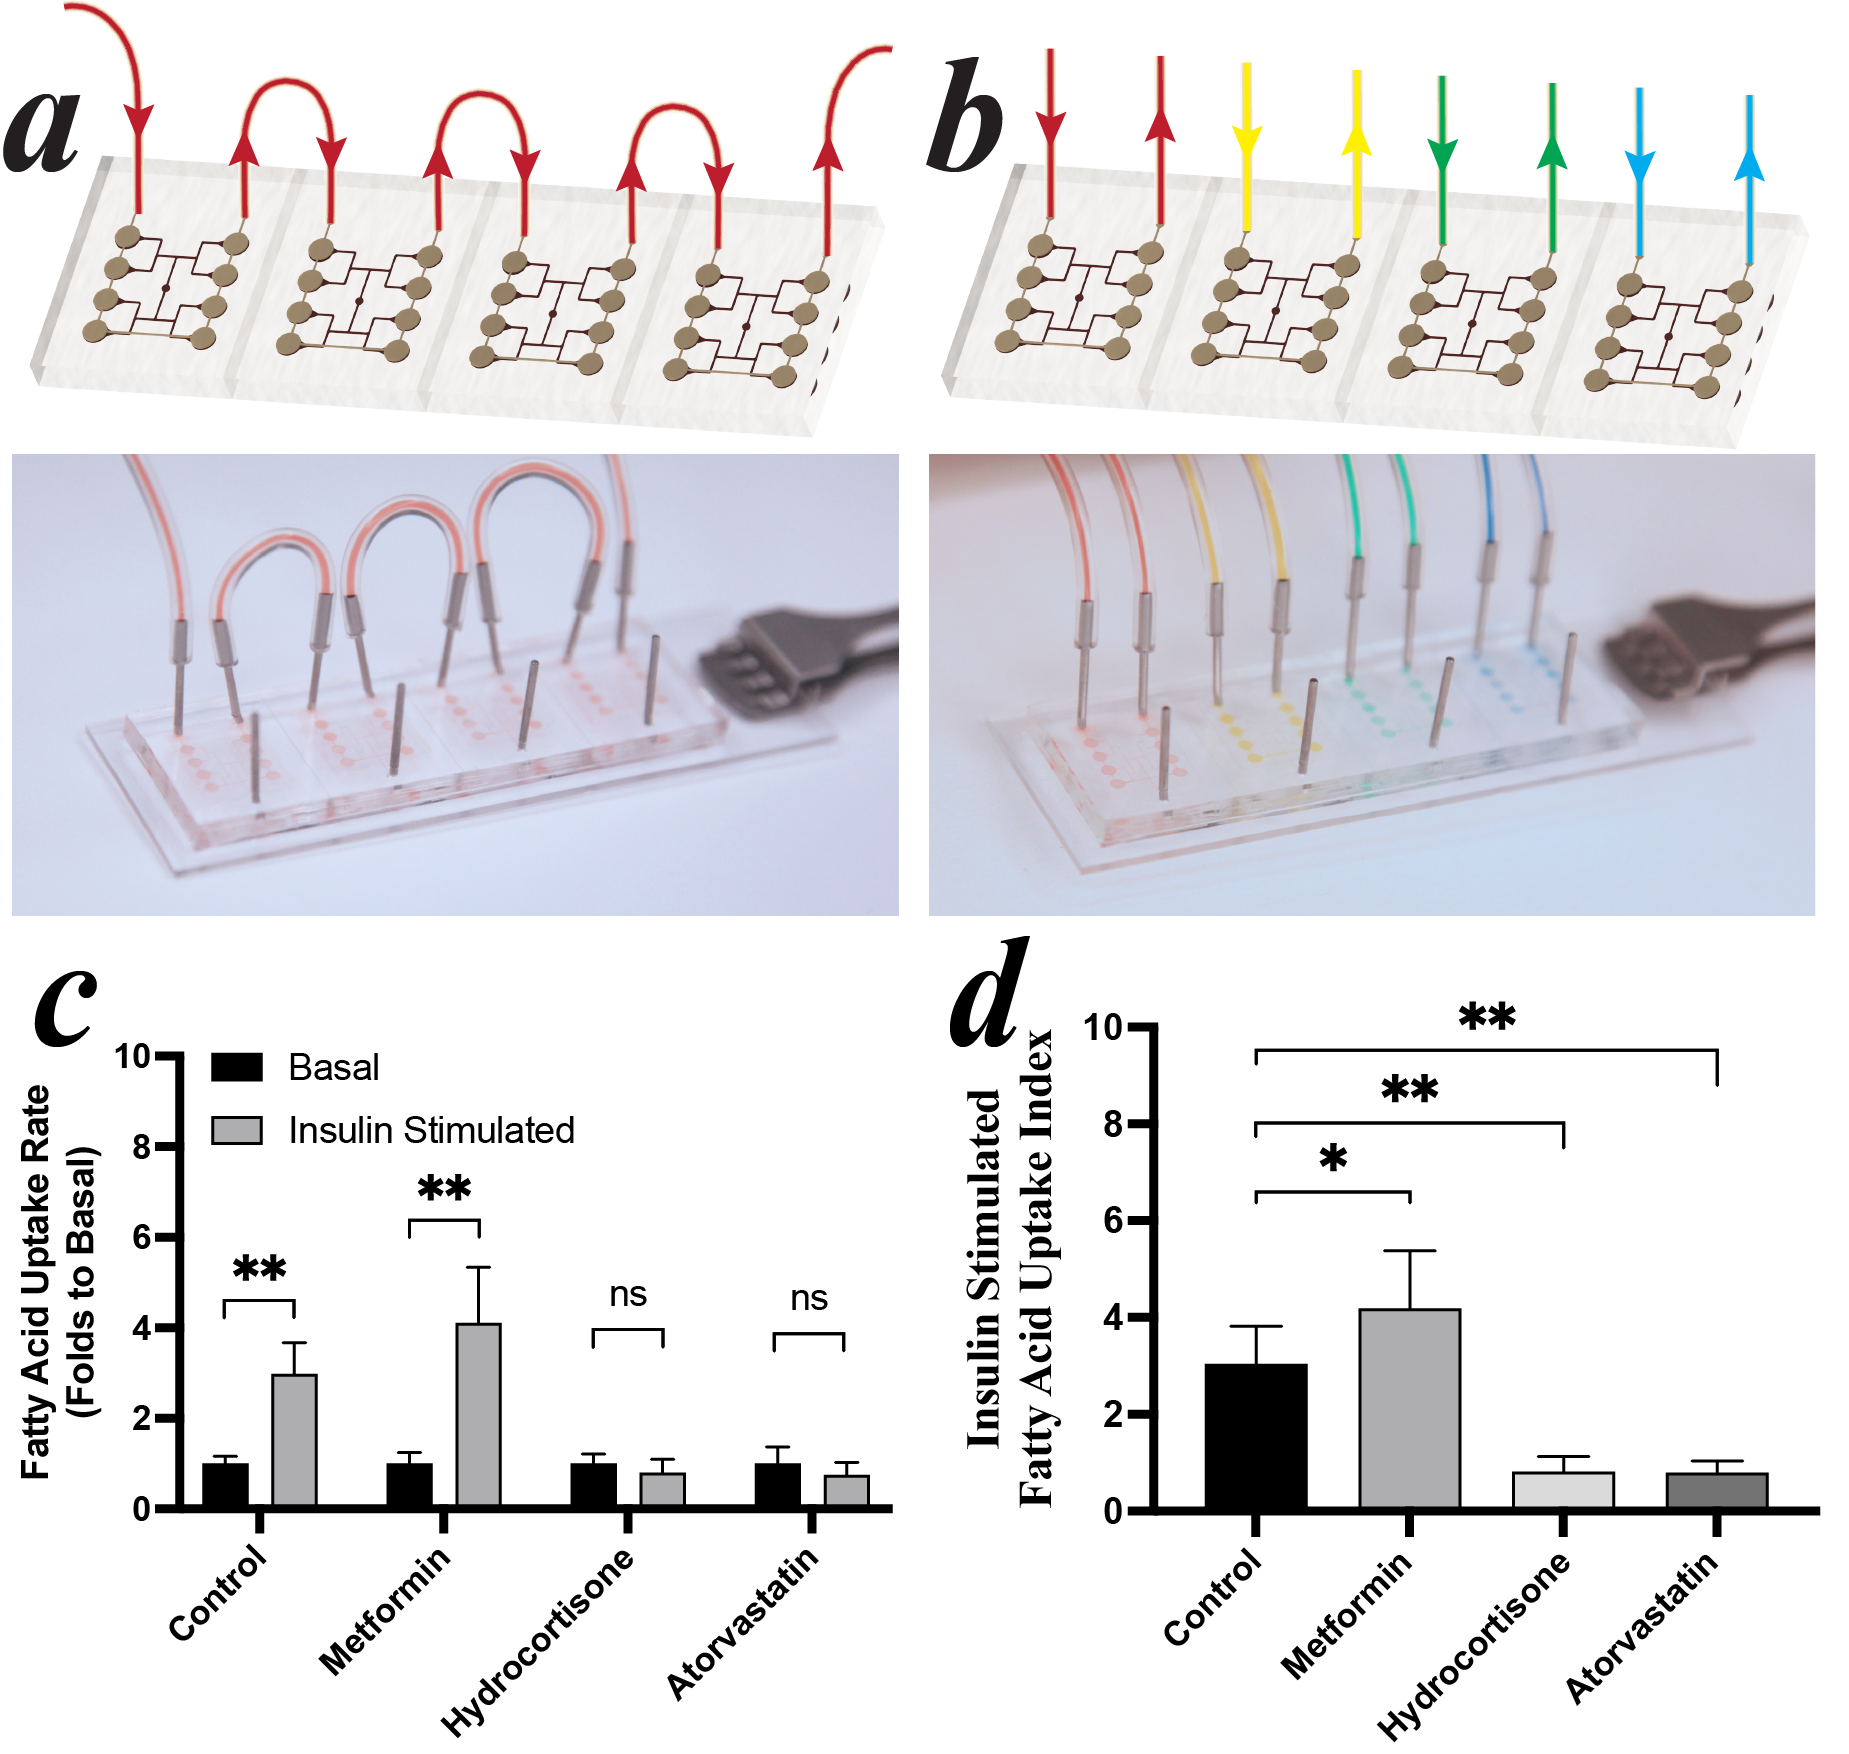 a
b
c
10
8
6
4
2
0
Fatty Acid Uptake Rate
(Folds to Basal)
Basal
Insulin Stimulated
**
**
ns
ns
Control
Metformin
Hydrocortisone
Atorvastatin
d
10
8
6
4
2
0
Insulin Stimulated
Fatty Acid Uptake Index
**
**
*
Control
Metformin
Hydrocortisone
Atorvastatin